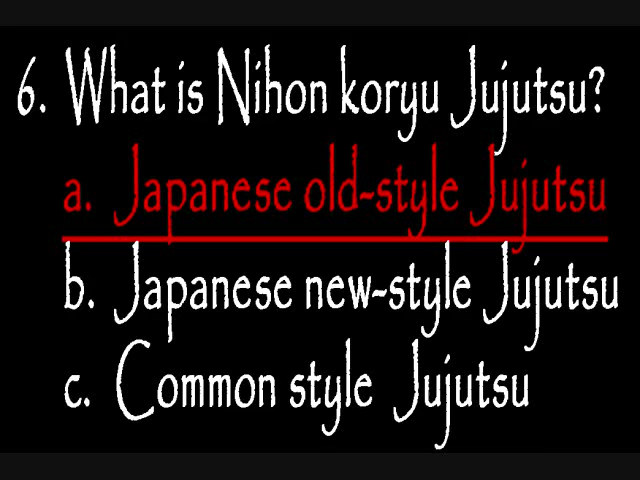 6. What is Nihon koryu Jujutsu?
a. Japanese old-style Jujutsu
b. Japanese new-style Jujutsu
c. Common style Jujutsu